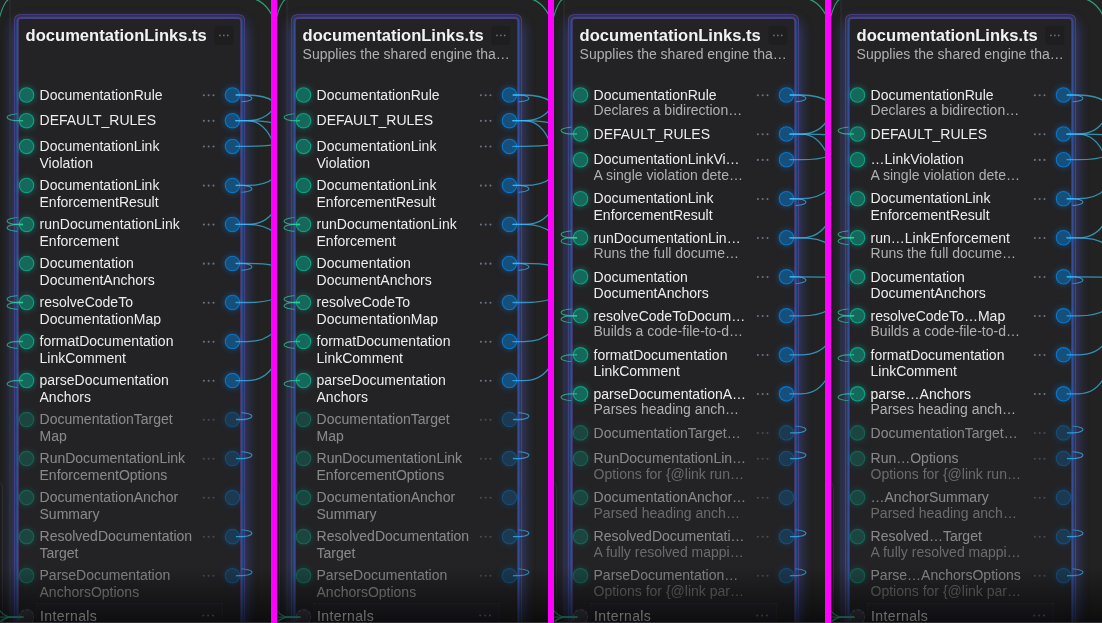 documentationLinks.ts ···
DocumentationRule ···
DEFAULT_RULES ···
DocumentationLink ···
Violation
DocumentationLink ···
EnforcementResult
runDocumentationLink ···
Enforcement
Documentation ···
DocumentAnchors
resolveCodeTo ···
DocumentationMap
formatDocumentation ···
LinkComment
parseDocumentation ···
Anchors
DocumentationTarget ···
Map
RunDocumentationLink ···
EnforcementOptions
DocumentationAnchor ···
Summary
ResolvedDocumentation ···
Target
ParseDocumentation ···
AnchorsOptions
Internals ···
documentationLinks.ts ···
Supplies the shared engine tha…
DocumentationRule ···
DEFAULT_RULES ···
DocumentationLink ···
Violation
DocumentationLink ···
EnforcementResult
runDocumentationLink ···
Enforcement
Documentation ···
DocumentAnchors
resolveCodeTo ···
DocumentationMap
formatDocumentation ···
LinkComment
parseDocumentation ···
Anchors
DocumentationTarget ···
Map
RunDocumentationLink ···
EnforcementOptions
DocumentationAnchor ···
Summary
ResolvedDocumentation ···
Target
ParseDocumentation ···
AnchorsOptions
Internals ···
documentationLinks.ts ···
Supplies the shared engine tha…
DocumentationRule ···
Declares a bidirection…
DEFAULT_RULES ···
DocumentationLinkVi… ···
A single violation dete…
DocumentationLink ···
EnforcementResult
runDocumentationLin… ···
Runs the full docume…
Documentation ···
DocumentAnchors
resolveCodeToDocum… ···
Builds a code-file-to-d…
formatDocumentation ···
LinkComment
parseDocumentationA… ···
Parses heading anch…
DocumentationTarget… ···
RunDocumentationLin… ···
Options for {@link run…
DocumentationAnchor… ···
Parsed heading anch…
ResolvedDocumentati… ···
A fully resolved mappi…
ParseDocumentation… ···
Options for {@link par…
Internals ···
documentationLinks.ts ···
Supplies the shared engine tha…
DocumentationRule ···
Declares a bidirection…
DEFAULT_RULES ···
…LinkViolation ···
A single violation dete…
DocumentationLink ···
EnforcementResult
run…LinkEnforcement ···
Runs the full docume…
Documentation ···
DocumentAnchors
resolveCodeTo…Map ···
Builds a code-file-to-d…
formatDocumentation ···
LinkComment
parse…Anchors ···
Parses heading anch…
DocumentationTarget… ···
Run…Options ···
Options for {@link run…
…AnchorSummary ···
Parsed heading anch…
Resolved…Target ···
A fully resolved mappi…
Parse…AnchorsOptions ···
Options for {@link par…
Internals ···